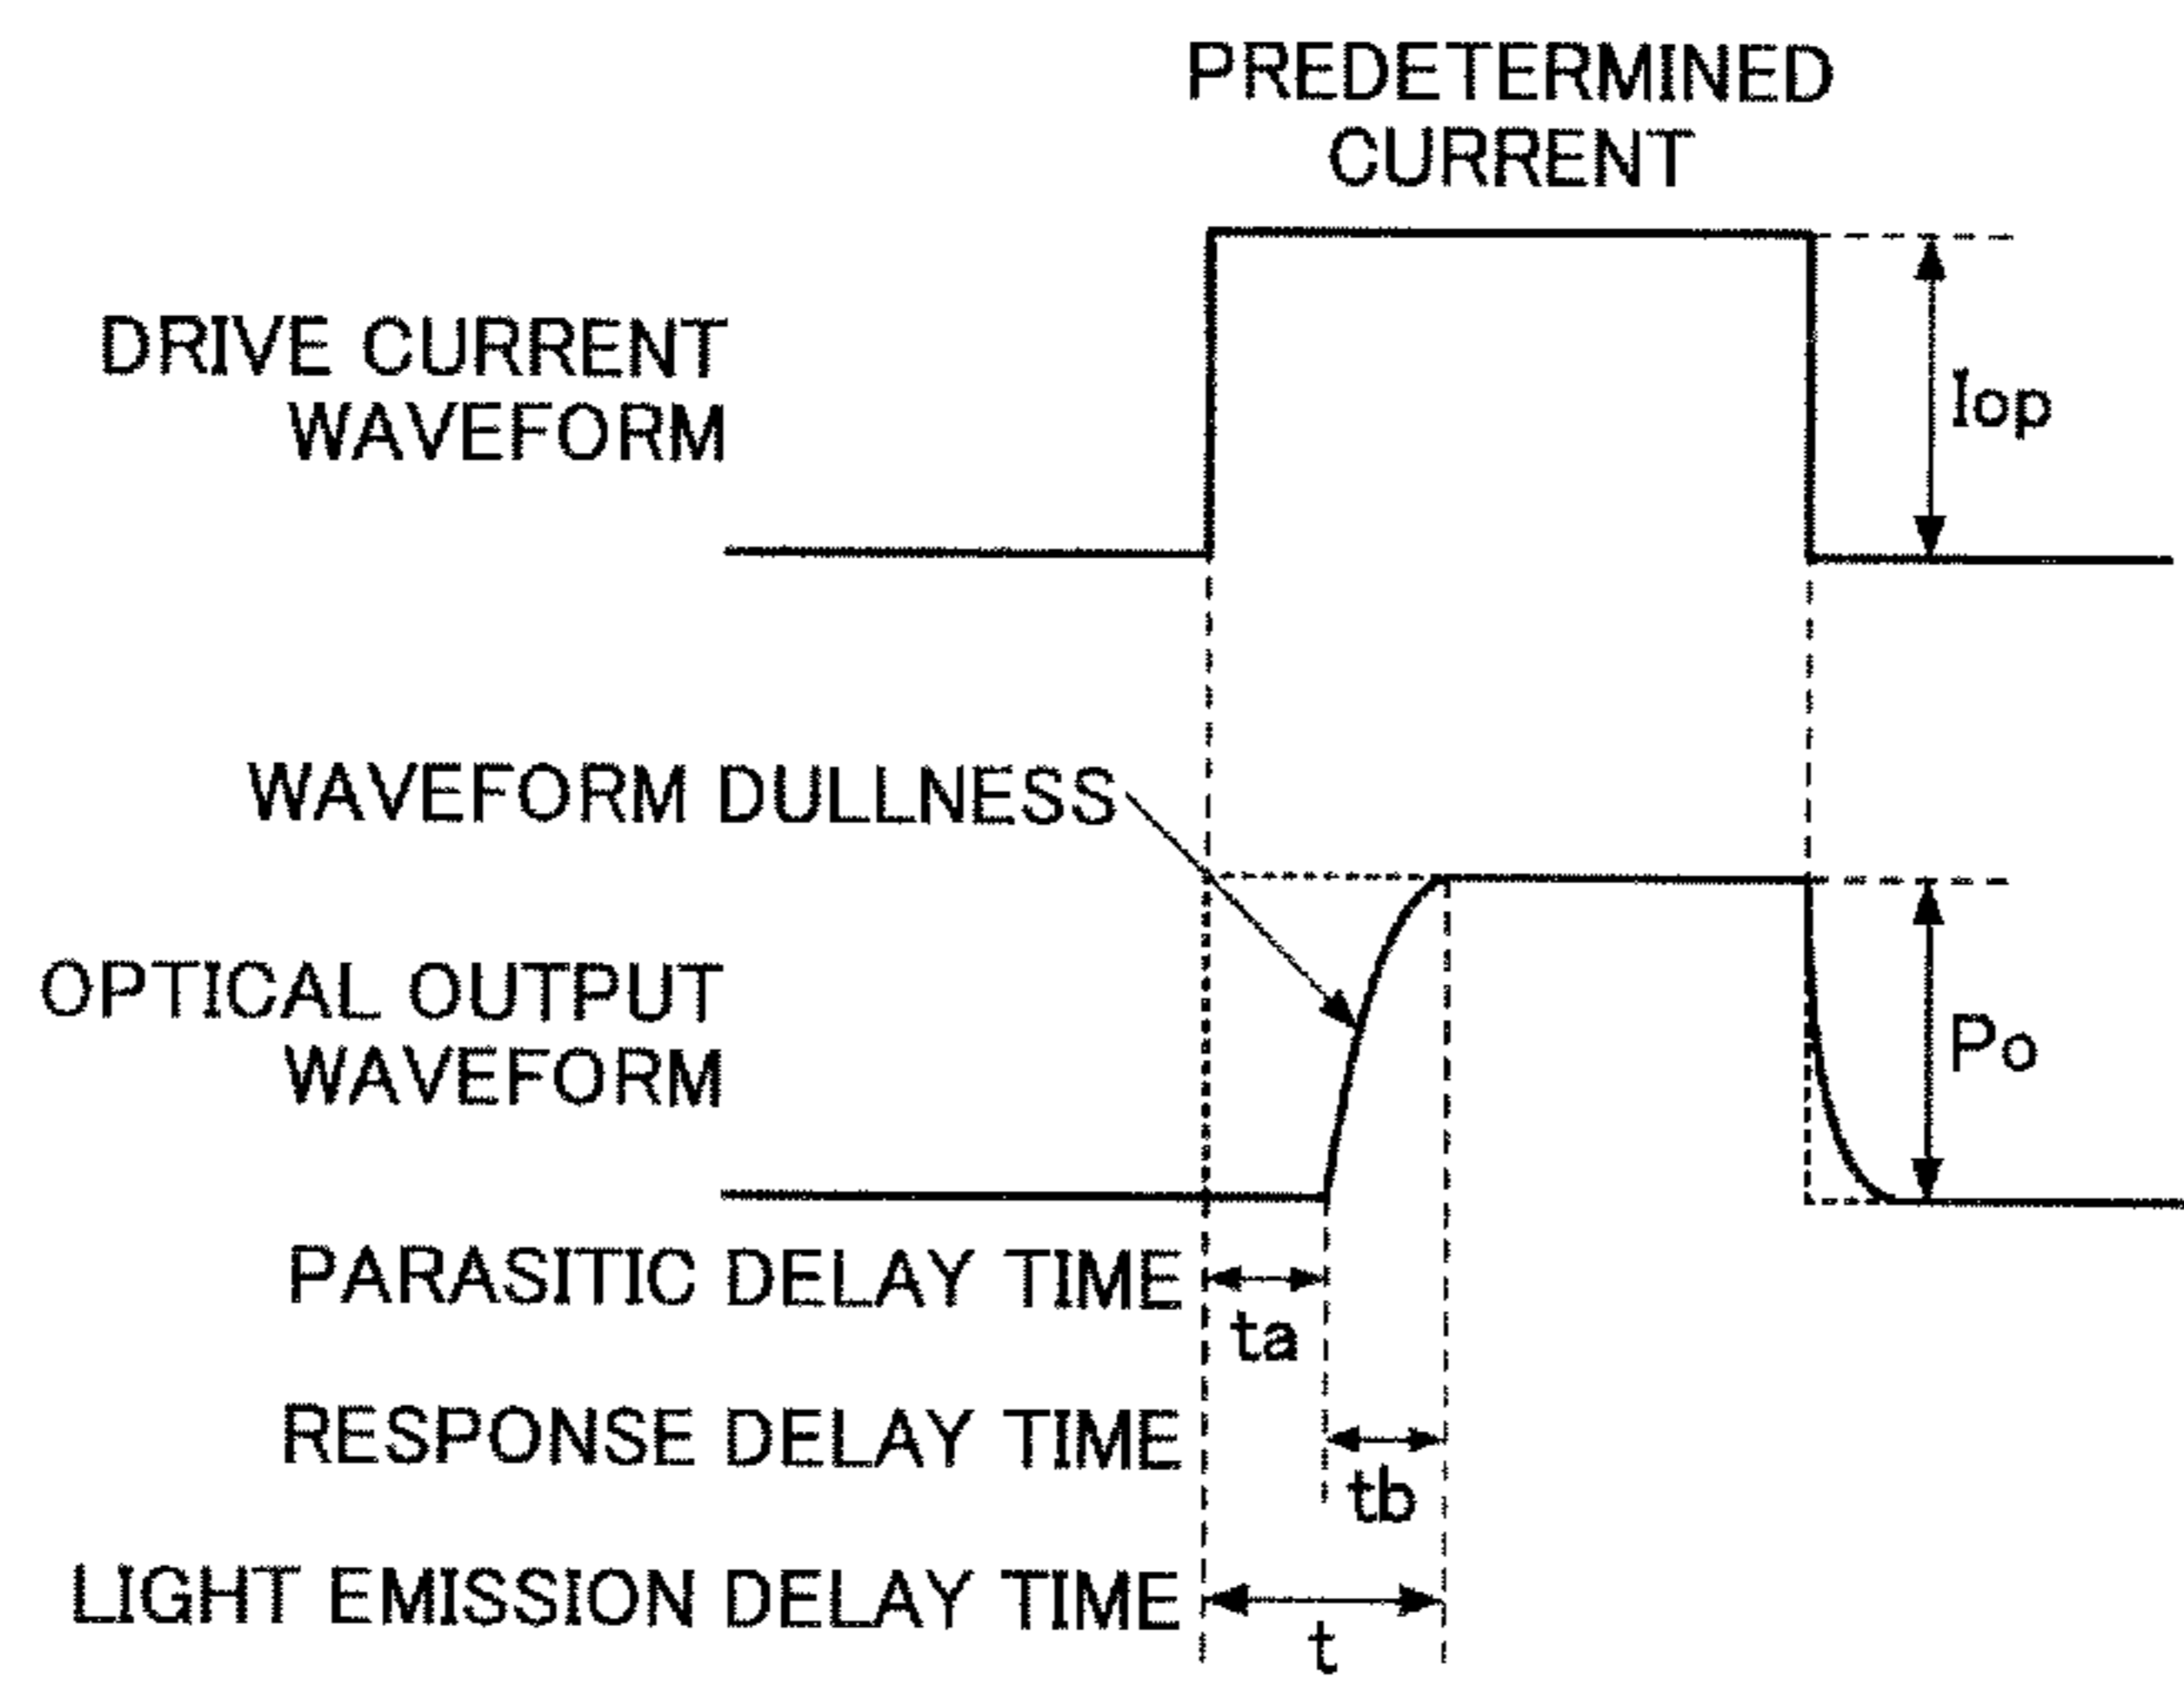 PREDETERMINED
CURRENT
DRIVE CURRENT
WAVEFORM
Iop
WAVEFORM DULLNESS
OPTICAL OUTPUT
WAVEFORM
Po
PARASITIC DELAY TIME
ta
RESPONSE DELAY TIME
tb
LIGHT EMISSION DELAY TIME
t